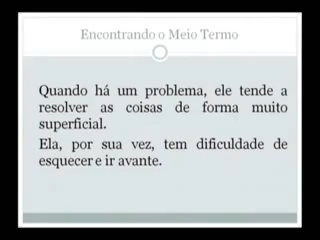 Encontrando o Meio Termo
Quando há um problema, ele tende a
resolver as coisas de forma muito
superficial.
Ela, por sua vez, tem dificuldade de
esquecer e ir avante.